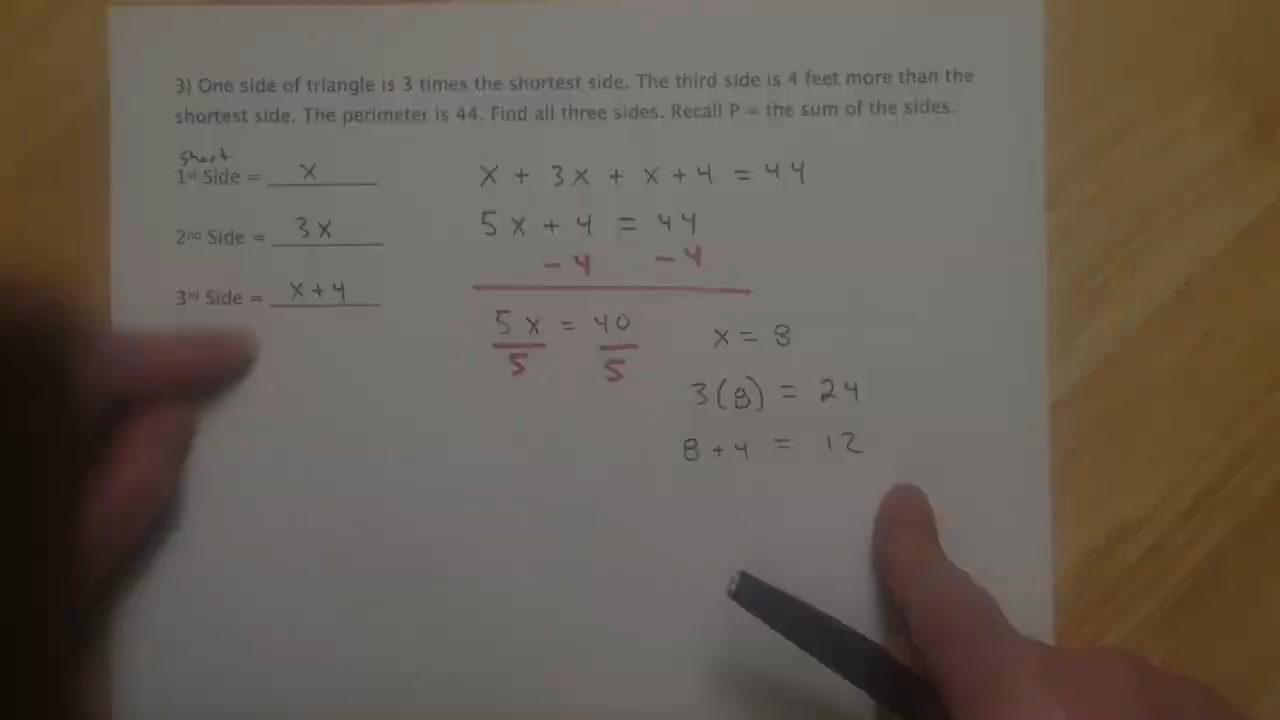 3) One side of triangle is 3 times the shortest side. The third side is 4 feet more than the
shortest side. The perimeter is 44. Find all three sides. Recall P = the sum of the sides.
Short
1st Side = x
2nd Side = 3x
3rd Side = x+4
x + 3x + x+4 = 44
5x + 4 = 44
-4 -4
5x = 40
5 5
x = 8
3(8) = 24
8+4 = 12